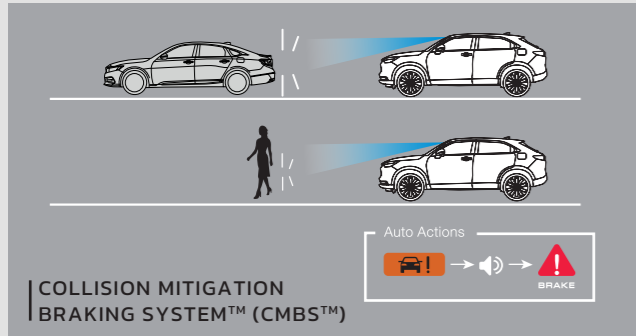 Auto Actions
!
!
BRAKE
COLLISION MITIGATION
BRAKING SYSTEM™ (CMBS™)